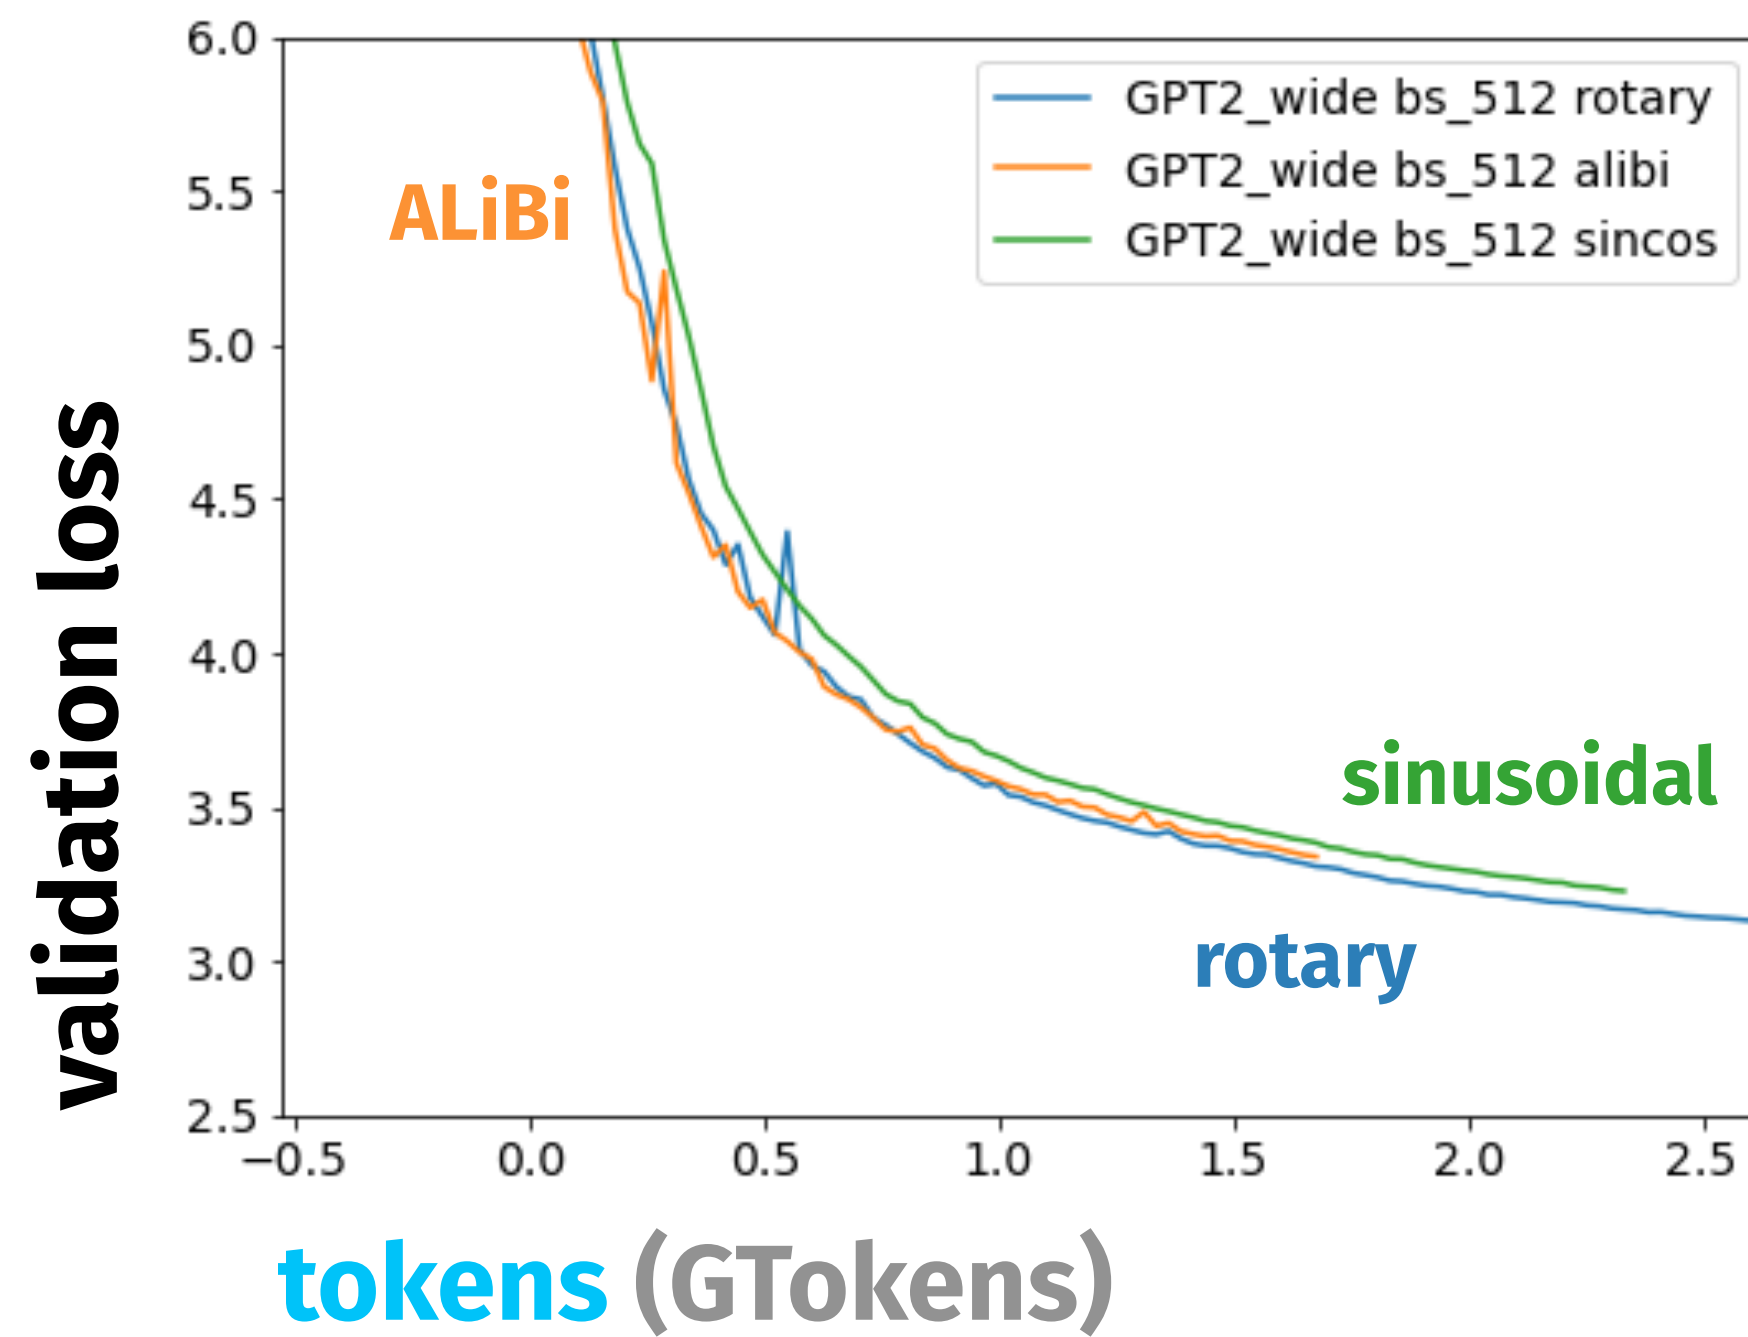 6.0
5.5
5.0
4.5
4.0
3.5
3.0
2.5
validation loss
GPT2_wide bs_512 rotary
GPT2_wide bs_512 alibi
GPT2_wide bs_512 sincos
ALiBi
sinusoidal
rotary
−0.5 0.0 0.5 1.0 1.5 2.0 2.5
tokens (GTokens)